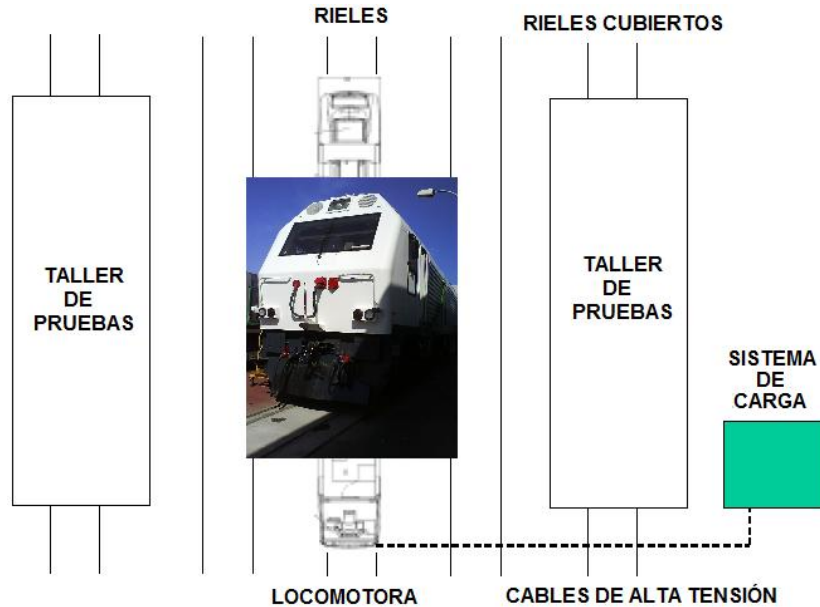 RIELES
RIELES CUBIERTOS
TALLER
DE
PRUEBAS
TALLER
DE
PRUEBAS
SISTEMA
DE
CARGA
LOCOMOTORA
CABLES DE ALTA TENSIÓN